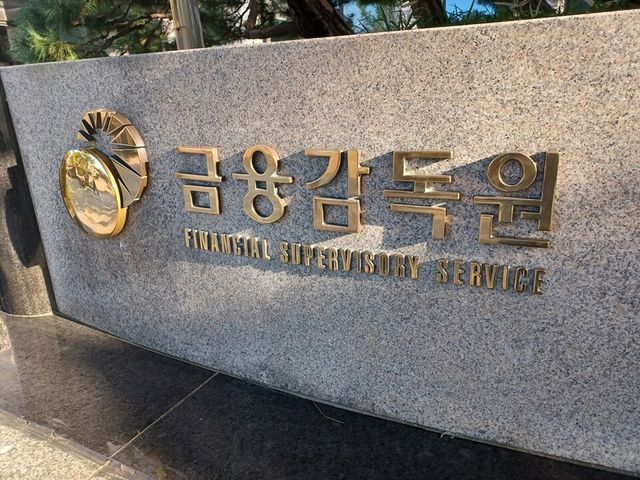 금융감독원
FINANCIAL SUPERVISORY SERVICE